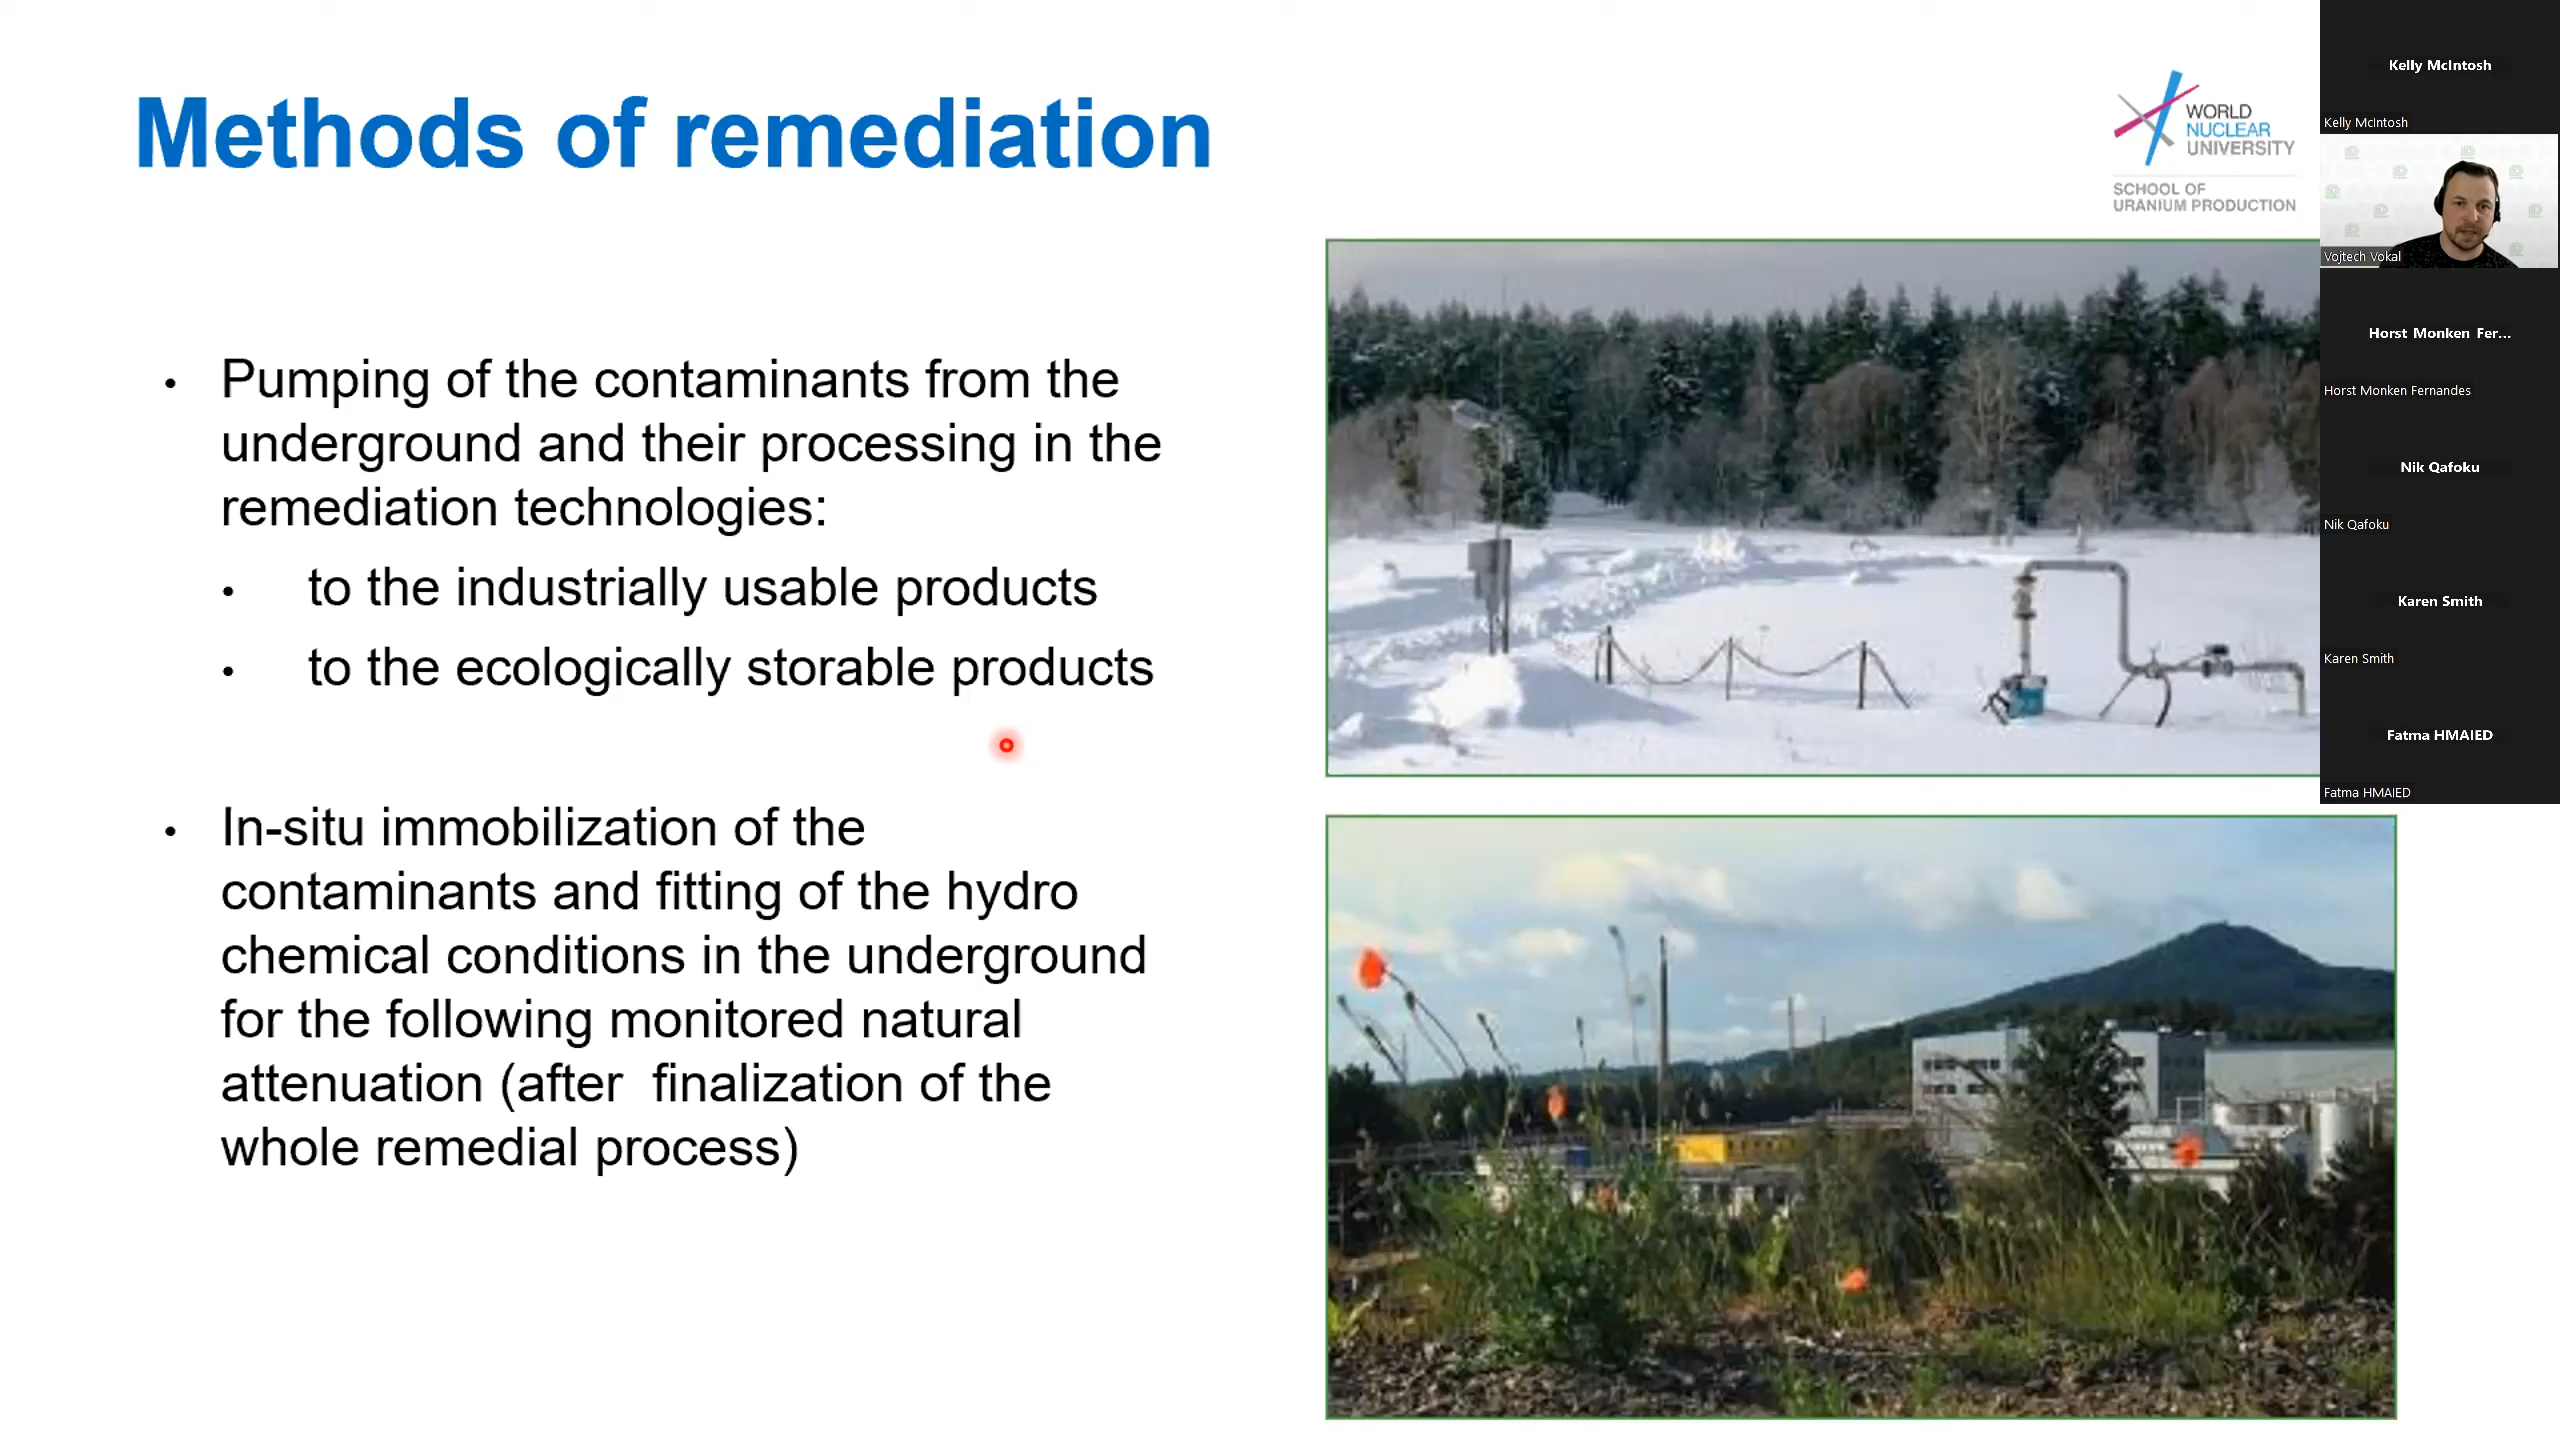 Methods of remediation
WORLD
NUCLEAR
UNIVERSITY
SCHOOL OF
URANIUM PRODUCTION
• Pumping of the contaminants from the
underground and their processing in the
remediation technologies:
• to the industrially usable products
• to the ecologically storable products
• In-situ immobilization of the
contaminants and fitting of the hydro
chemical conditions in the underground
for the following monitored natural
attenuation (after  finalization of the
whole remedial process)
Kelly McIntosh
Kelly McIntosh
Vojtech Vokal
Horst Monken Fer...
Horst Monken Fernandes
Nik Qafoku
Nik Qafoku
Karen Smith
Karen Smith
Fatma HMAIED
Fatma HMAIED